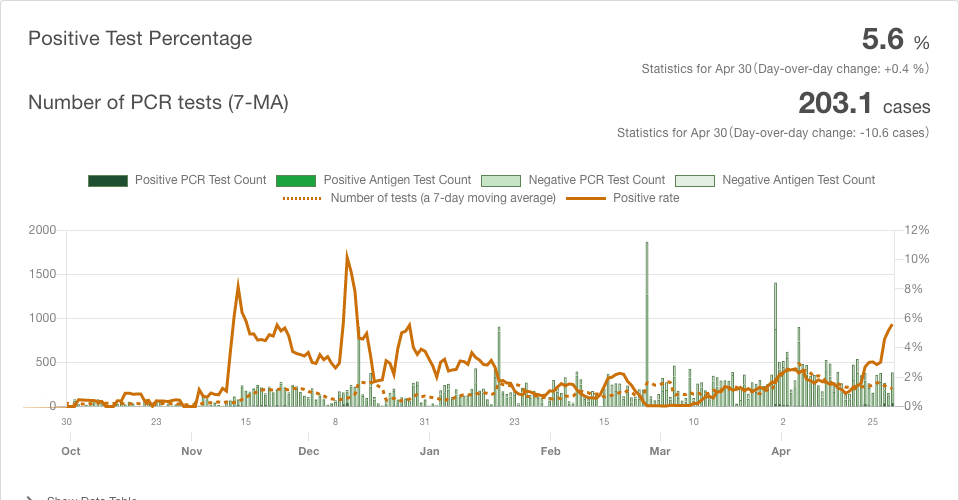 Positive Test Percentage
5.6 %
Statistics for Apr 30(Day-over-day change: +0.4 %)
Number of PCR tests (7-MA)
203.1 cases
Statistics for Apr 30(Day-over-day change: -10.6 cases)
Positive PCR Test Count Positive Antigen Test Count Negative PCR Test Count Negative Antigen Test Count
Number of tests (a 7-day moving average) Positive rate
2000 12%
10%
1500
8%
1000 6%
4%
500
2%
0 0%
30 23 15 8 31 23 15 10 2 25
Oct Nov Dec Jan Feb Mar Apr
Show Data Table